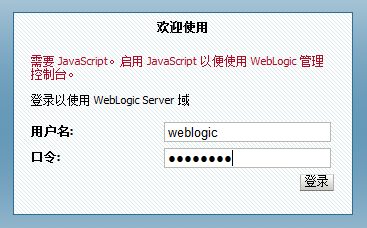 欢迎使用
需要 JavaScript。启用 JavaScript 以便使用 WebLogic 管理
控制台。
登录以使用 WebLogic Server 域
用户名: weblogic
口令: ●●●●●●●●
登录